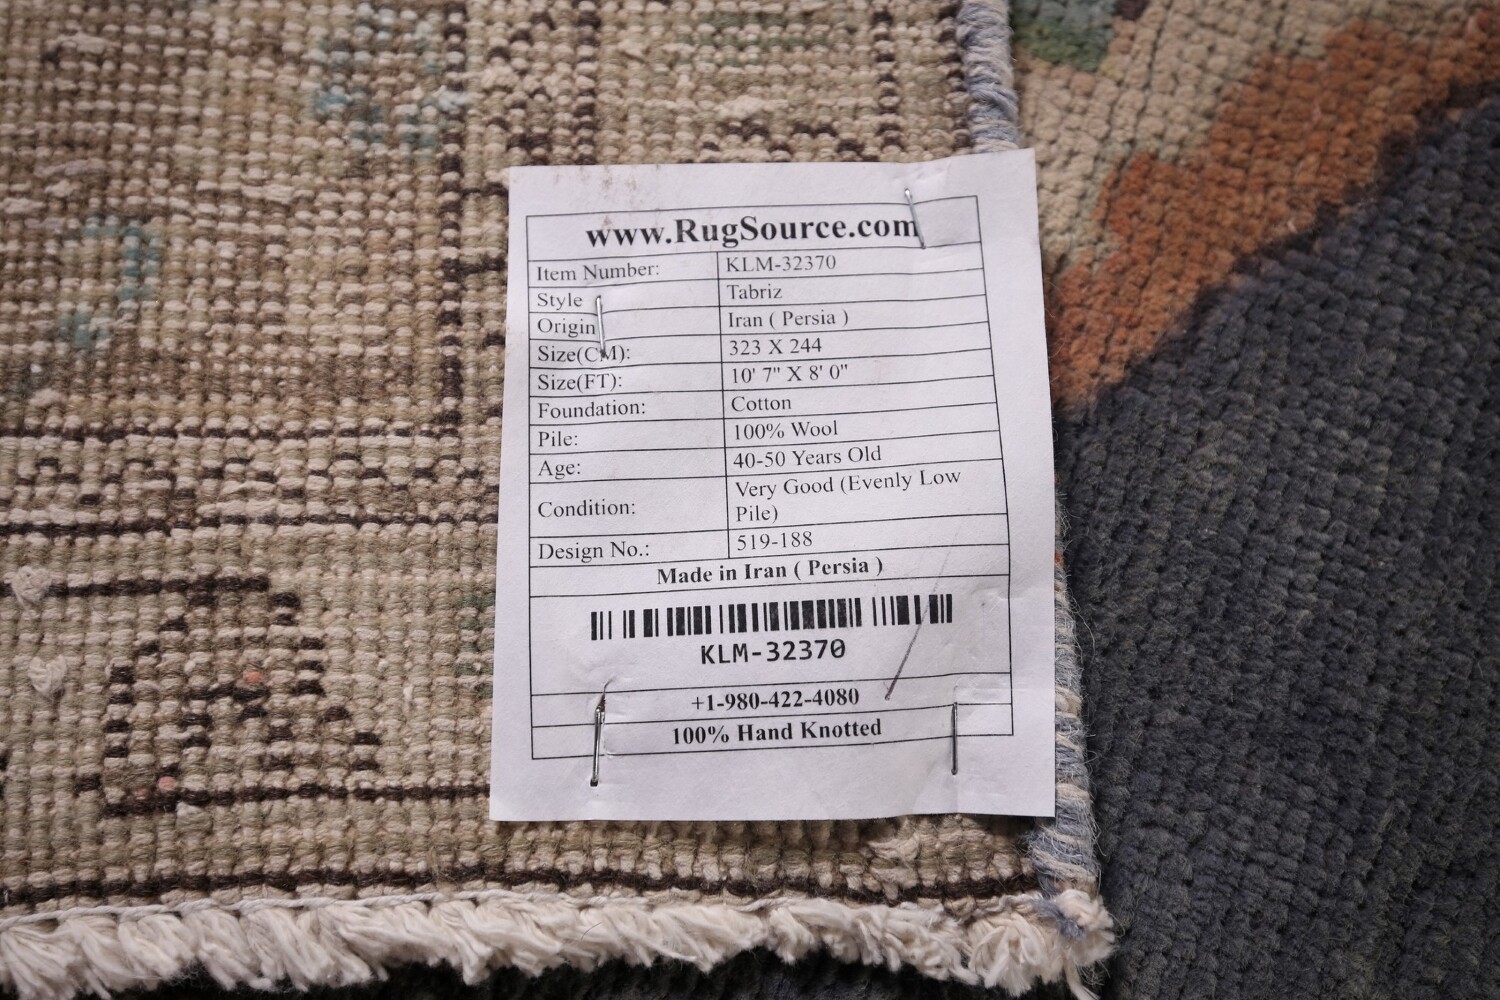 www.RugSource.com
Item Number: KLM-32370
Style Tabriz
Origin Iran ( Persia )
Size(CM): 323 X 244
Size(FT): 10' 7" X 8' 0"
Foundation: Cotton
Pile: 100% Wool
Age: 40-50 Years Old
Condition: Very Good (Evenly Low
Pile)
Design No.: 519-188
Made in Iran ( Persia )
KLM-32370
+1-980-422-4080
100% Hand Knotted